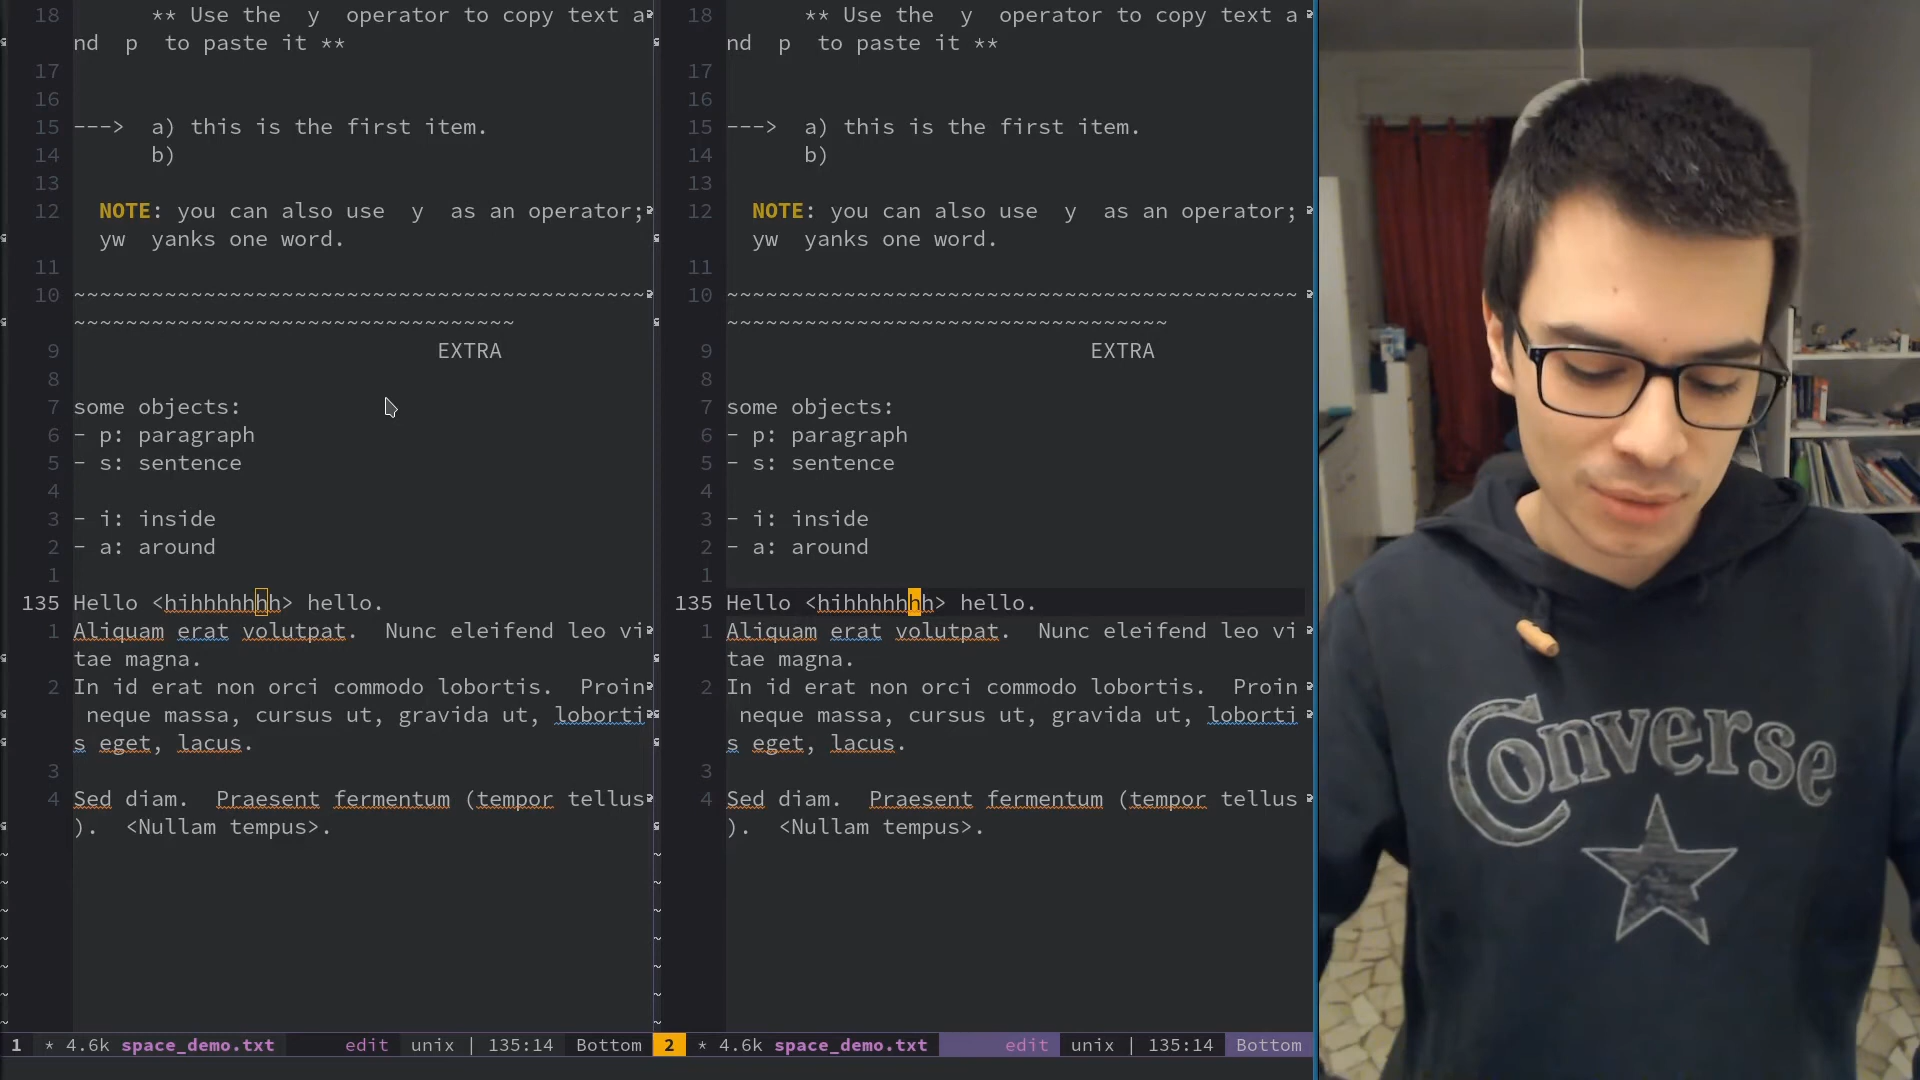 18 ** Use the y operator to copy text a
nd p to paste it **
17
16
15 ---> a) this is the first item.
14 b)
13
12 NOTE: you can also use y as an operator;
yw yanks one word.
11
10 ~~~~~~~~~~~~~~~~~~~~~~~~~~~~~~~~~~~~~~~~~~~~
~~~~~~~~~~~~~~~~~~~~~~~~~~~~~~~~~~
9 EXTRA
8
7 some objects:
6 - p: paragraph
5 - s: sentence
4
3 - i: inside
2 - a: around
1
135 Hello <hihhhhhhh> hello.
1 Aliquam erat volutpat. Nunc eleifend leo vi
tae magna.
2 In id erat non orci commodo lobortis. Proin
neque massa, cursus ut, gravida ut, loborti
s eget, lacus.
3
4 Sed diam. Praesent fermentum (tempor tellus
). <Nullam tempus>.
1 * 4.6k space_demo.txt edit unix | 135:14 Bottom
18 ** Use the y operator to copy text a
nd p to paste it **
17
16
15 ---> a) this is the first item.
14 b)
13
12 NOTE: you can also use y as an operator;
yw yanks one word.
11
10 ~~~~~~~~~~~~~~~~~~~~~~~~~~~~~~~~~~~~~~~~~~~~
~~~~~~~~~~~~~~~~~~~~~~~~~~~~~~~~~~
9 EXTRA
8
7 some objects:
6 - p: paragraph
5 - s: sentence
4
3 - i: inside
2 - a: around
1
135 Hello <hihhhhhhh> hello.
1 Aliquam erat volutpat. Nunc eleifend leo vi
tae magna.
2 In id erat non orci commodo lobortis. Proin
neque massa, cursus ut, gravida ut, loborti
s eget, lacus.
3
4 Sed diam. Praesent fermentum (tempor tellus
). <Nullam tempus>.
2 * 4.6k space_demo.txt edit unix | 135:14 Bottom
Converse